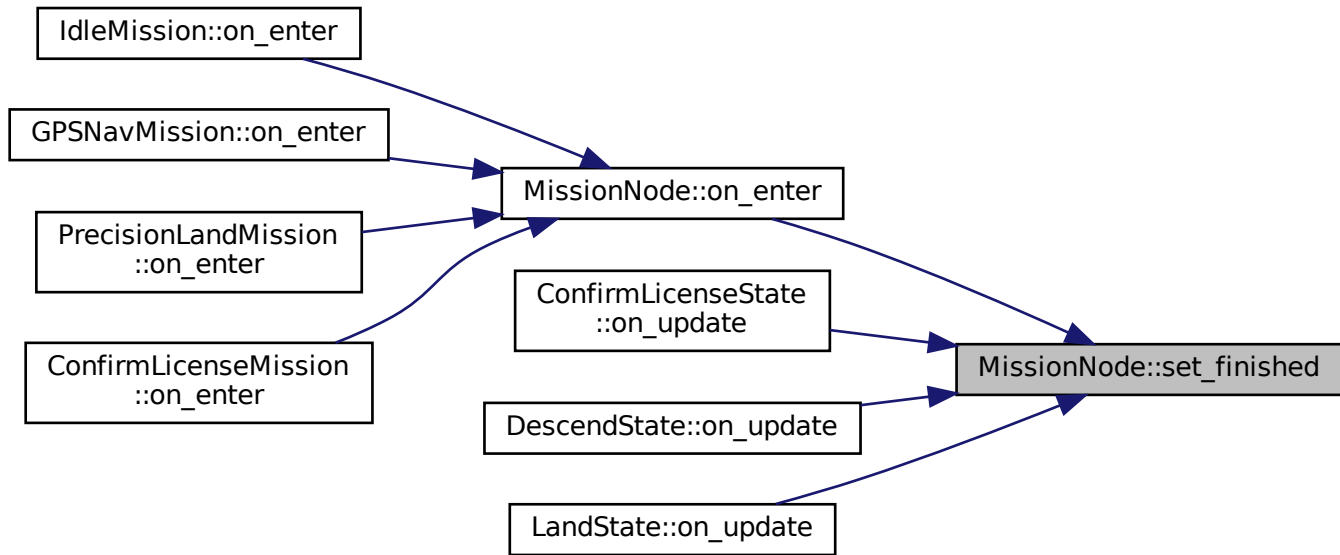 IdleMission::on_enter
GPSNavMission::on_enter
PrecisionLandMission
::on_enter
ConfirmLicenseMission
::on_enter
MissionNode::on_enter
ConfirmLicenseState
::on_update
DescendState::on_update
LandState::on_update
MissionNode::set_finished